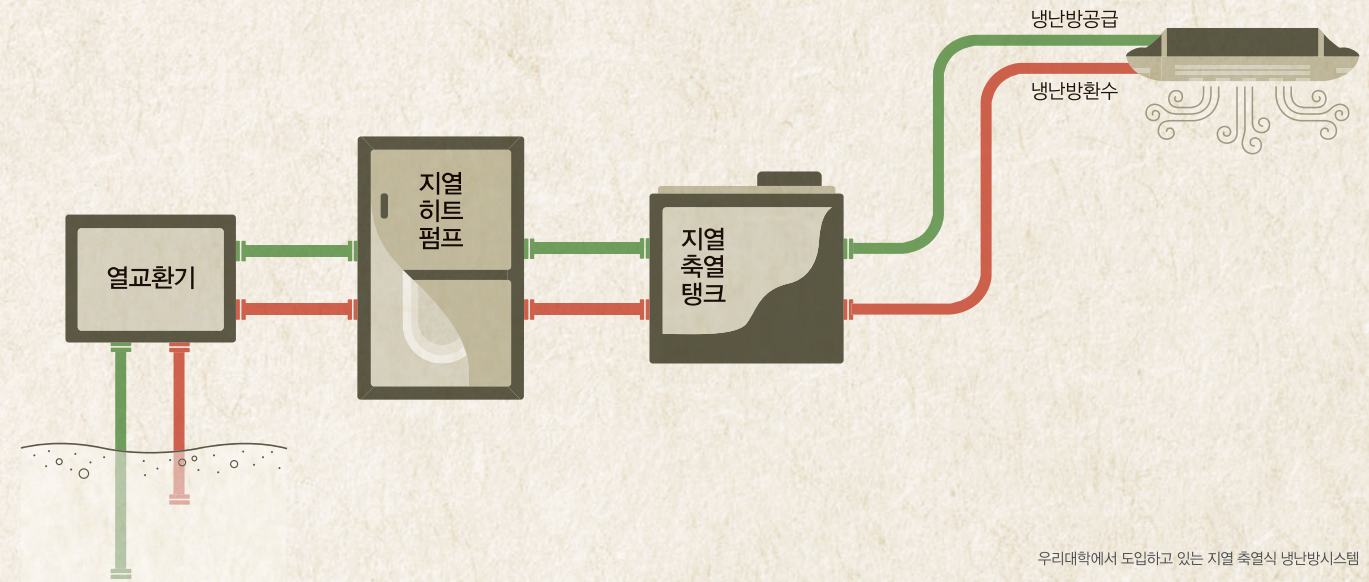 냉난방공급
냉난방환수
열교환기
지열
히트
펌프
지열
축열
탱크
우리대학에서 도입하고 있는 지열 축열식 냉난방시스템